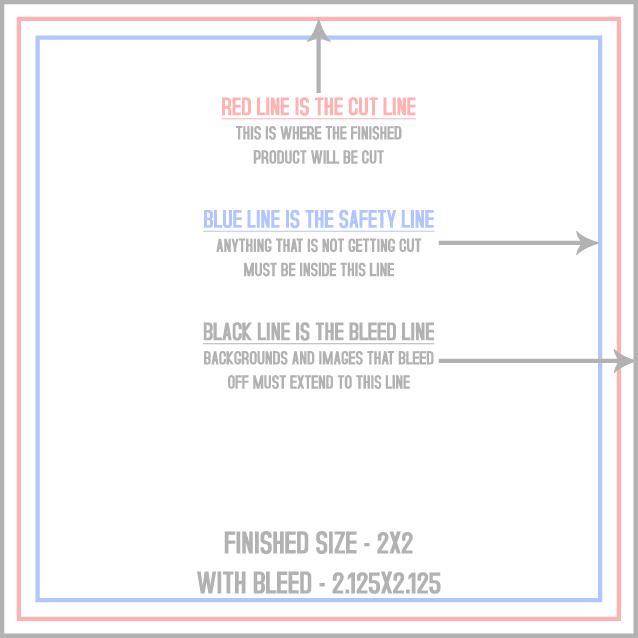 RED LINE IS THE CUT LINE
THIS IS WHERE THE FINISHED
PRODUCT WILL BE CUT
BLUE LINE IS THE SAFETY LINE
ANYTHING THAT IS NOT GETTING CUT
MUST BE INSIDE THIS LINE
BLACK LINE IS THE BLEED LINE
BACKGROUNDS AND IMAGES THAT BLEED
OFF MUST EXTEND TO THIS LINE
FINISHED SIZE - 2X2
WITH BLEED - 2.125X2.125